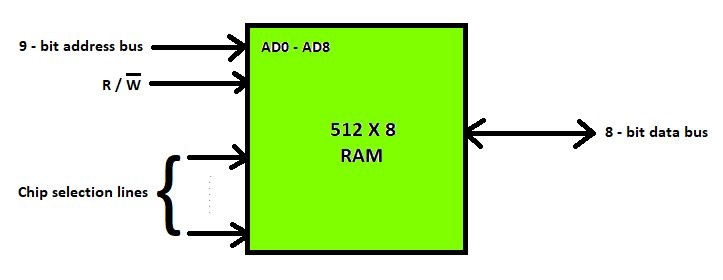 9 - bit address bus
AD0 - AD8
R / W̅
512 X 8
RAM
8 - bit data bus
Chip selection lines